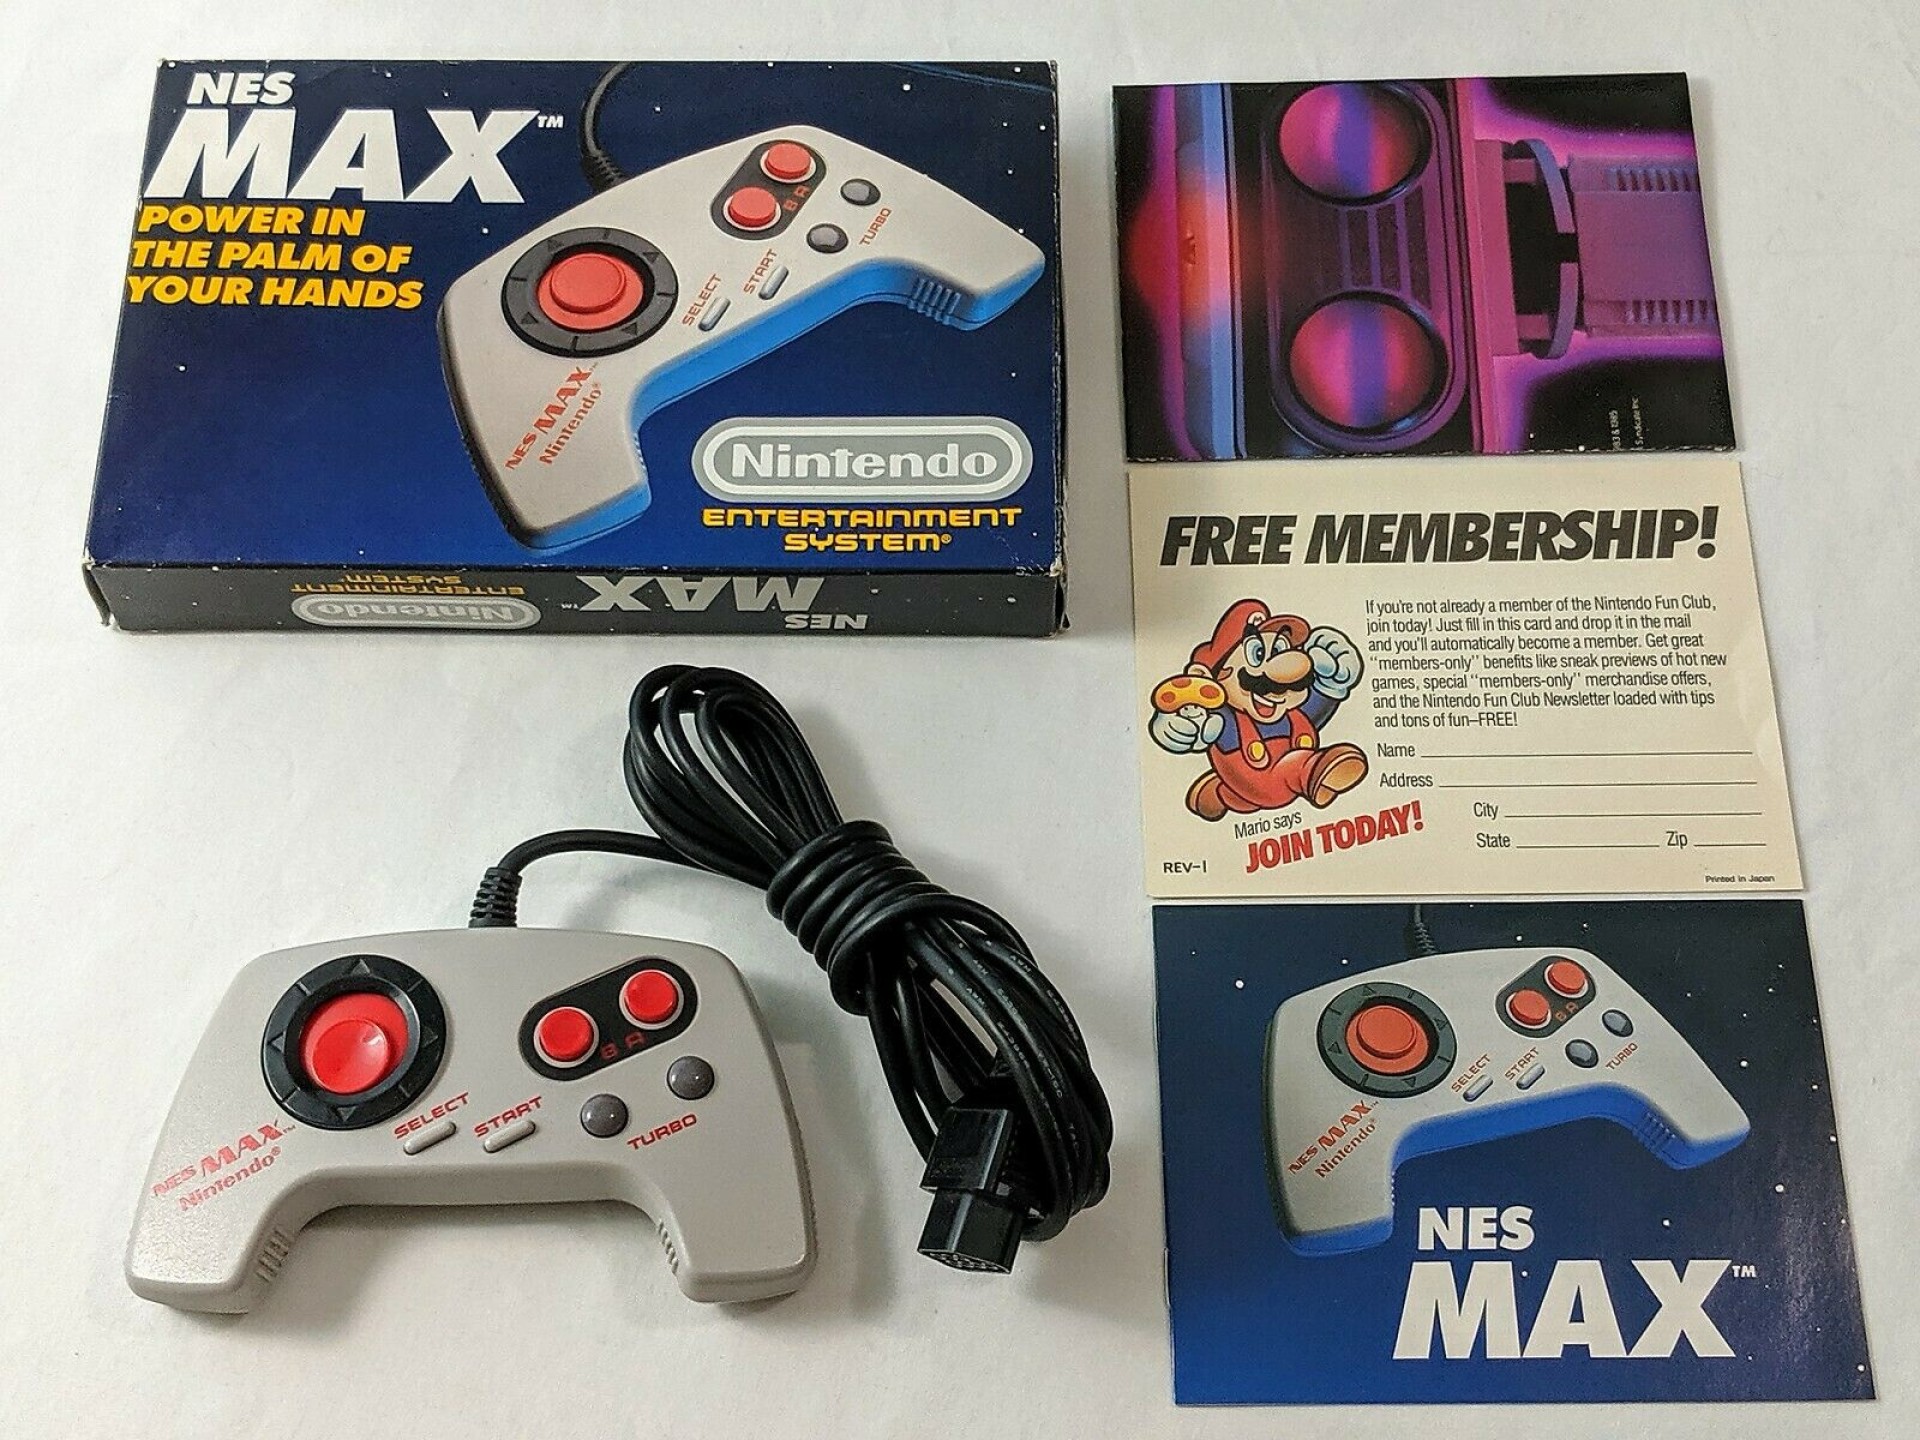 NES
MAX™
POWER IN
THE PALM OF
YOUR HANDS
B A
TURBO
SELECT
START
NES MAX™
Nintendo®
Nintendo
ENTERTAINMENT
SYSTEM®
NES
MAX™
Nintendo
ENTERTAINMENT
SYSTEM
Syndicate Inc.
FREE MEMBERSHIP!
If you're not already a member of the Nintendo Fun Club,
join today! Just fill in this card and drop it in the mail
and you'll automatically become a member. Get great
"members-only" benefits like sneak previews of hot new
games, special "members-only" merchandise offers,
and the Nintendo Fun Club Newsletter loaded with tips
and tons of fun–FREE!
Name
Address
City
State Zip
Mario says
JOIN TODAY!
REV-1
Printed in Japan
B A
SELECT
START
TURBO
NES MAX™
Nintendo®
B A
SELECT
START
TURBO
NES MAX™
Nintendo®
NES
MAX™